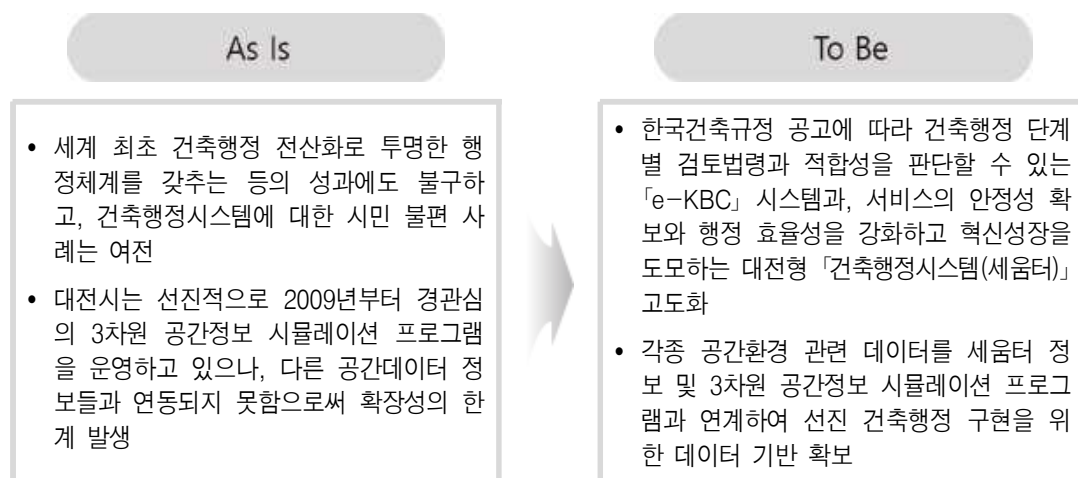 As Is
• 세계 최초 건축행정 전산화로 투명한 행
정체계를 갖추는 등의 성과에도 불구하
고, 건축행정시스템에 대한 시민 불편 사
례는 여전
• 대전시는 선진적으로 2009년부터 경관심
의 3차원 공간정보 시뮬레이션 프로그램
을 운영하고 있으나, 다른 공간데이터 정
보들과 연동되지 못함으로써 확장성의 한
계 발생
To Be
• 한국건축규정 공고에 따라 건축행정 단계
별 검토법령과 적합성을 판단할 수 있는
「e-KBC」 시스템과, 서비스의 안정성 확
보와 행정 효율성을 강화하고 혁신성장을
도모하는 대전형 「건축행정시스템(세움터)」
고도화
• 각종 공간환경 관련 데이터를 세움터 정
보 및 3차원 공간정보 시뮬레이션 프로그
램과 연계하여 선진 건축행정 구현을 위
한 데이터 기반 확보